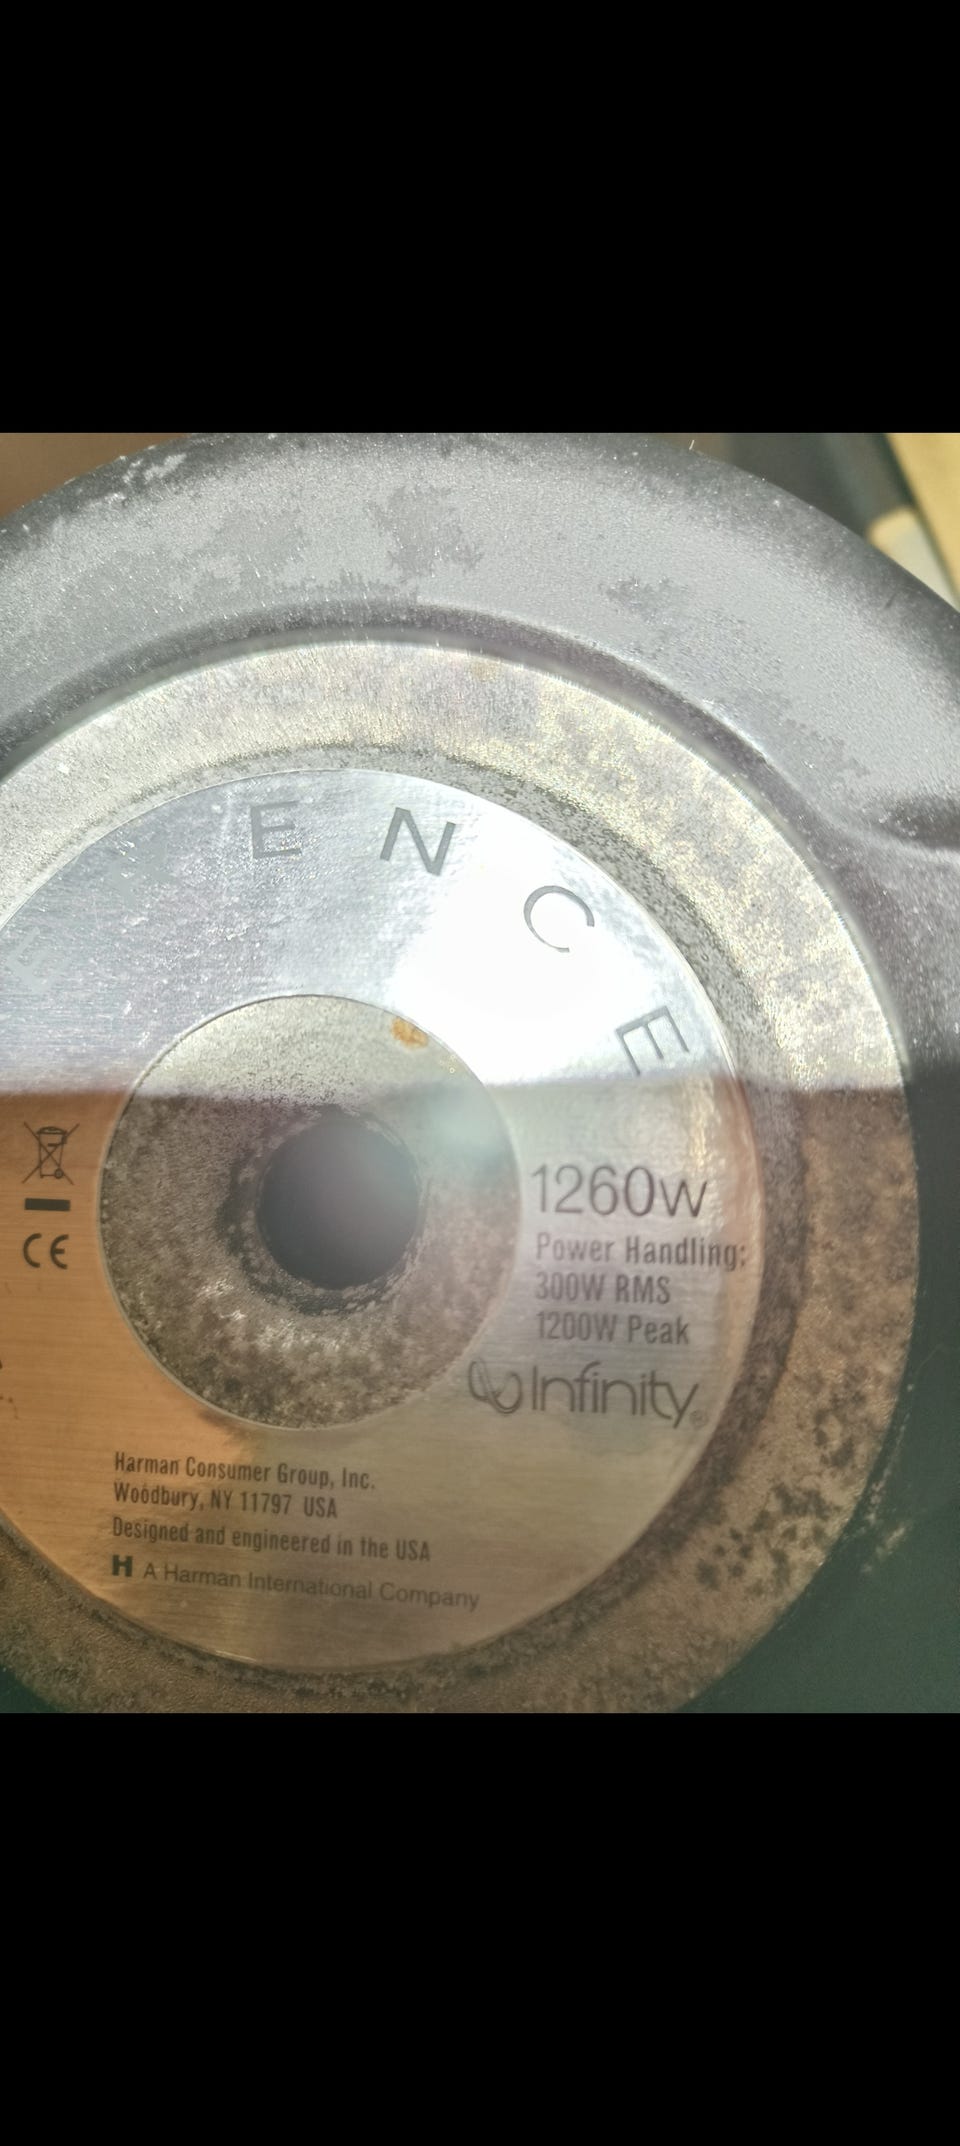 ENCE
CE
1260w
Power Handling:
300W RMS
1200W Peak
Infinity®
Harman Consumer Group, Inc.
Woodbury, NY 11797 USA
Designed and engineered in the USA
H A Harman International Company